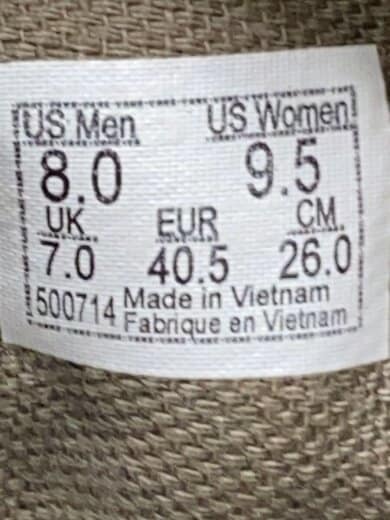 US Men US Women
8.0 9.5
UK EUR CM
7.0 40.5 26.0
500714 Made in Vietnam
Fabrique en Vietnam